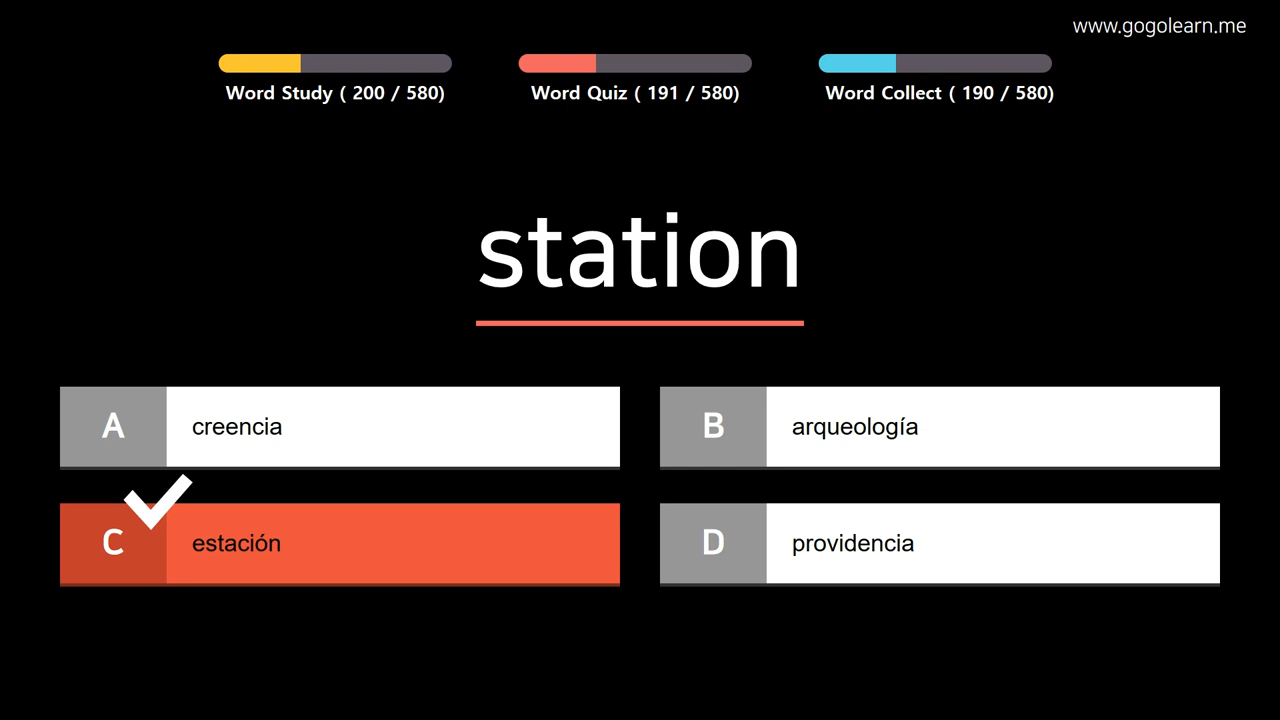 www.gogolearn.me
Word Study ( 200 / 580)
Word Quiz ( 191 / 580)
Word Collect ( 190 / 580)
station
A
creencia
B
arqueología
C
estación
D
providencia